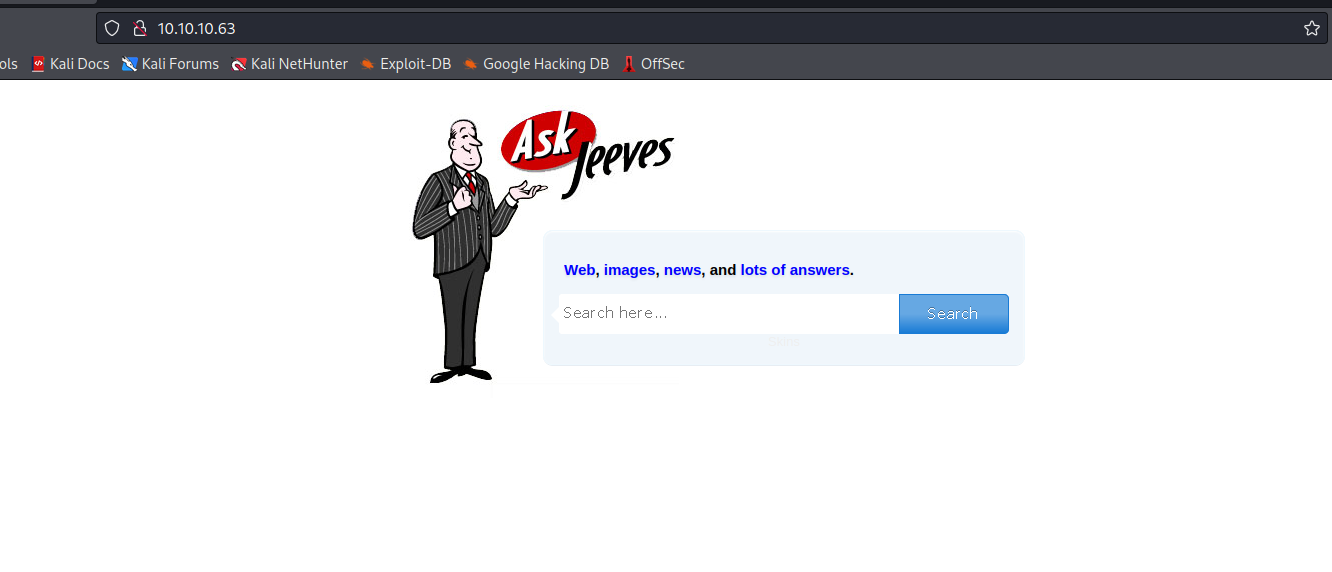 10.10.10.63
ols Kali Docs Kali Forums Kali NetHunter Exploit-DB Google Hacking DB OffSec
Ask
Jeeves
Web, images, news, and lots of answers.
Search here... Search
Skins